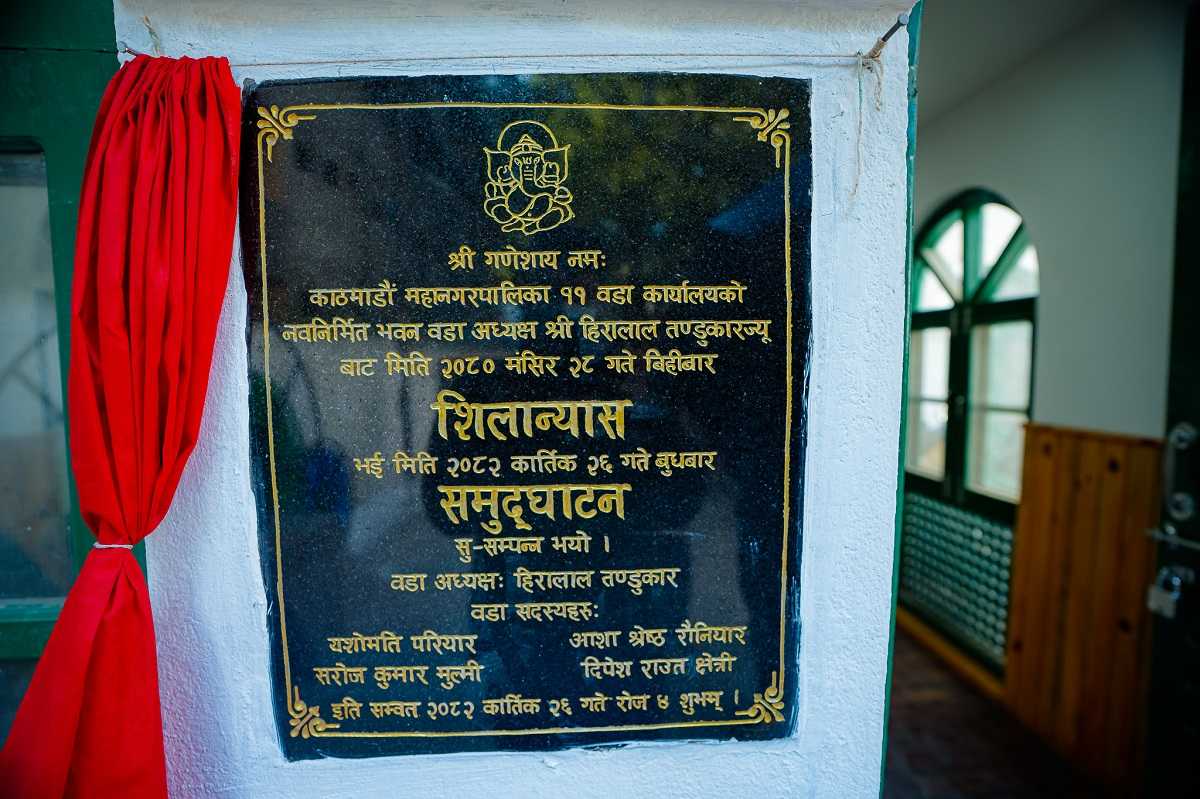 श्री गणेशाय नमः
काठमाडौं महानगरपालिका ११ वडा कार्यालयको
नवनिर्मित भवन वडा अध्यक्ष श्री हिरालाल तण्डुकारज्यू
बाट मिति २०८० मंसिर २८ गते बिहीबार
शिलान्यास
भई मिति २०८२ कार्तिक २६ गते बुधबार
समुद्घाटन
सु-सम्पन्न भयो ।
वडा अध्यक्षः हिरालाल तण्डुकार
वडा सदस्यहरुः
यशोमति परियार आशा श्रेष्ठ रौनियार
सरोज कुमार मुल्मी दिपेश राउत क्षेत्री
इति सम्वत २०८२ कार्तिक २६ गते रोज ४ शुभम् ।